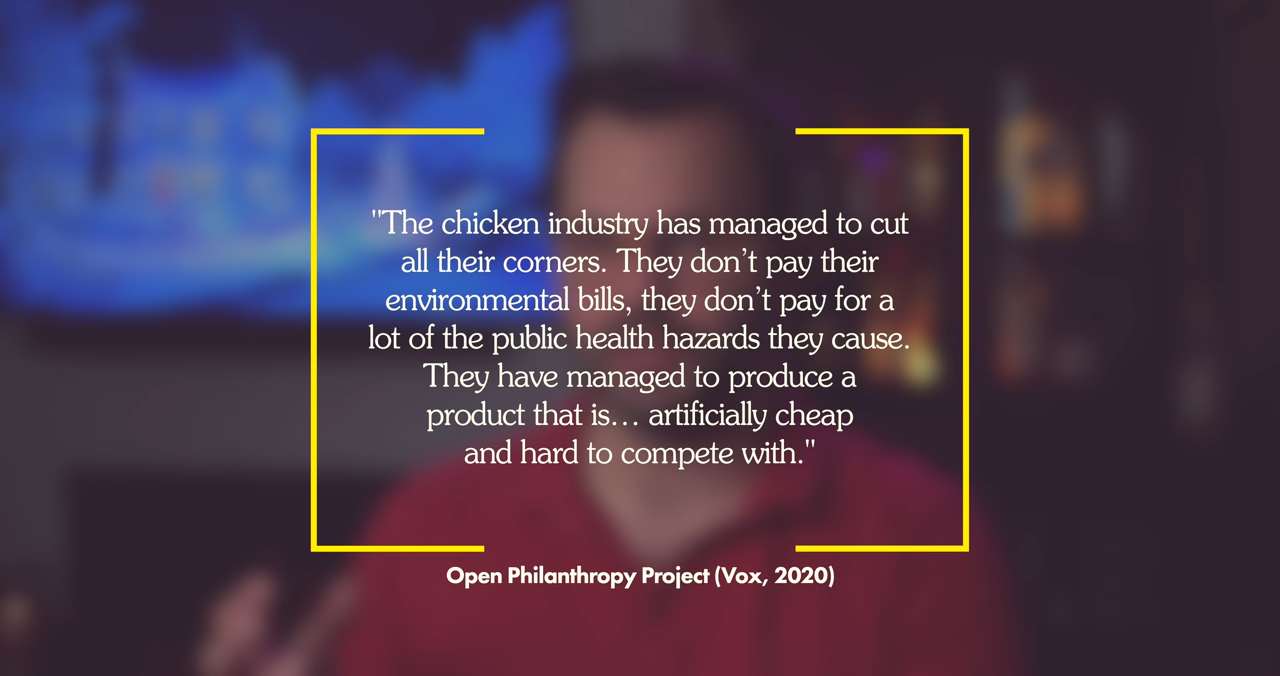 "The chicken industry has managed to cut
all their corners. They don’t pay their
environmental bills, they don’t pay for a
lot of the public health hazards they cause.
They have managed to produce a
product that is… artificially cheap
and hard to compete with."
Open Philanthropy Project (Vox, 2020)